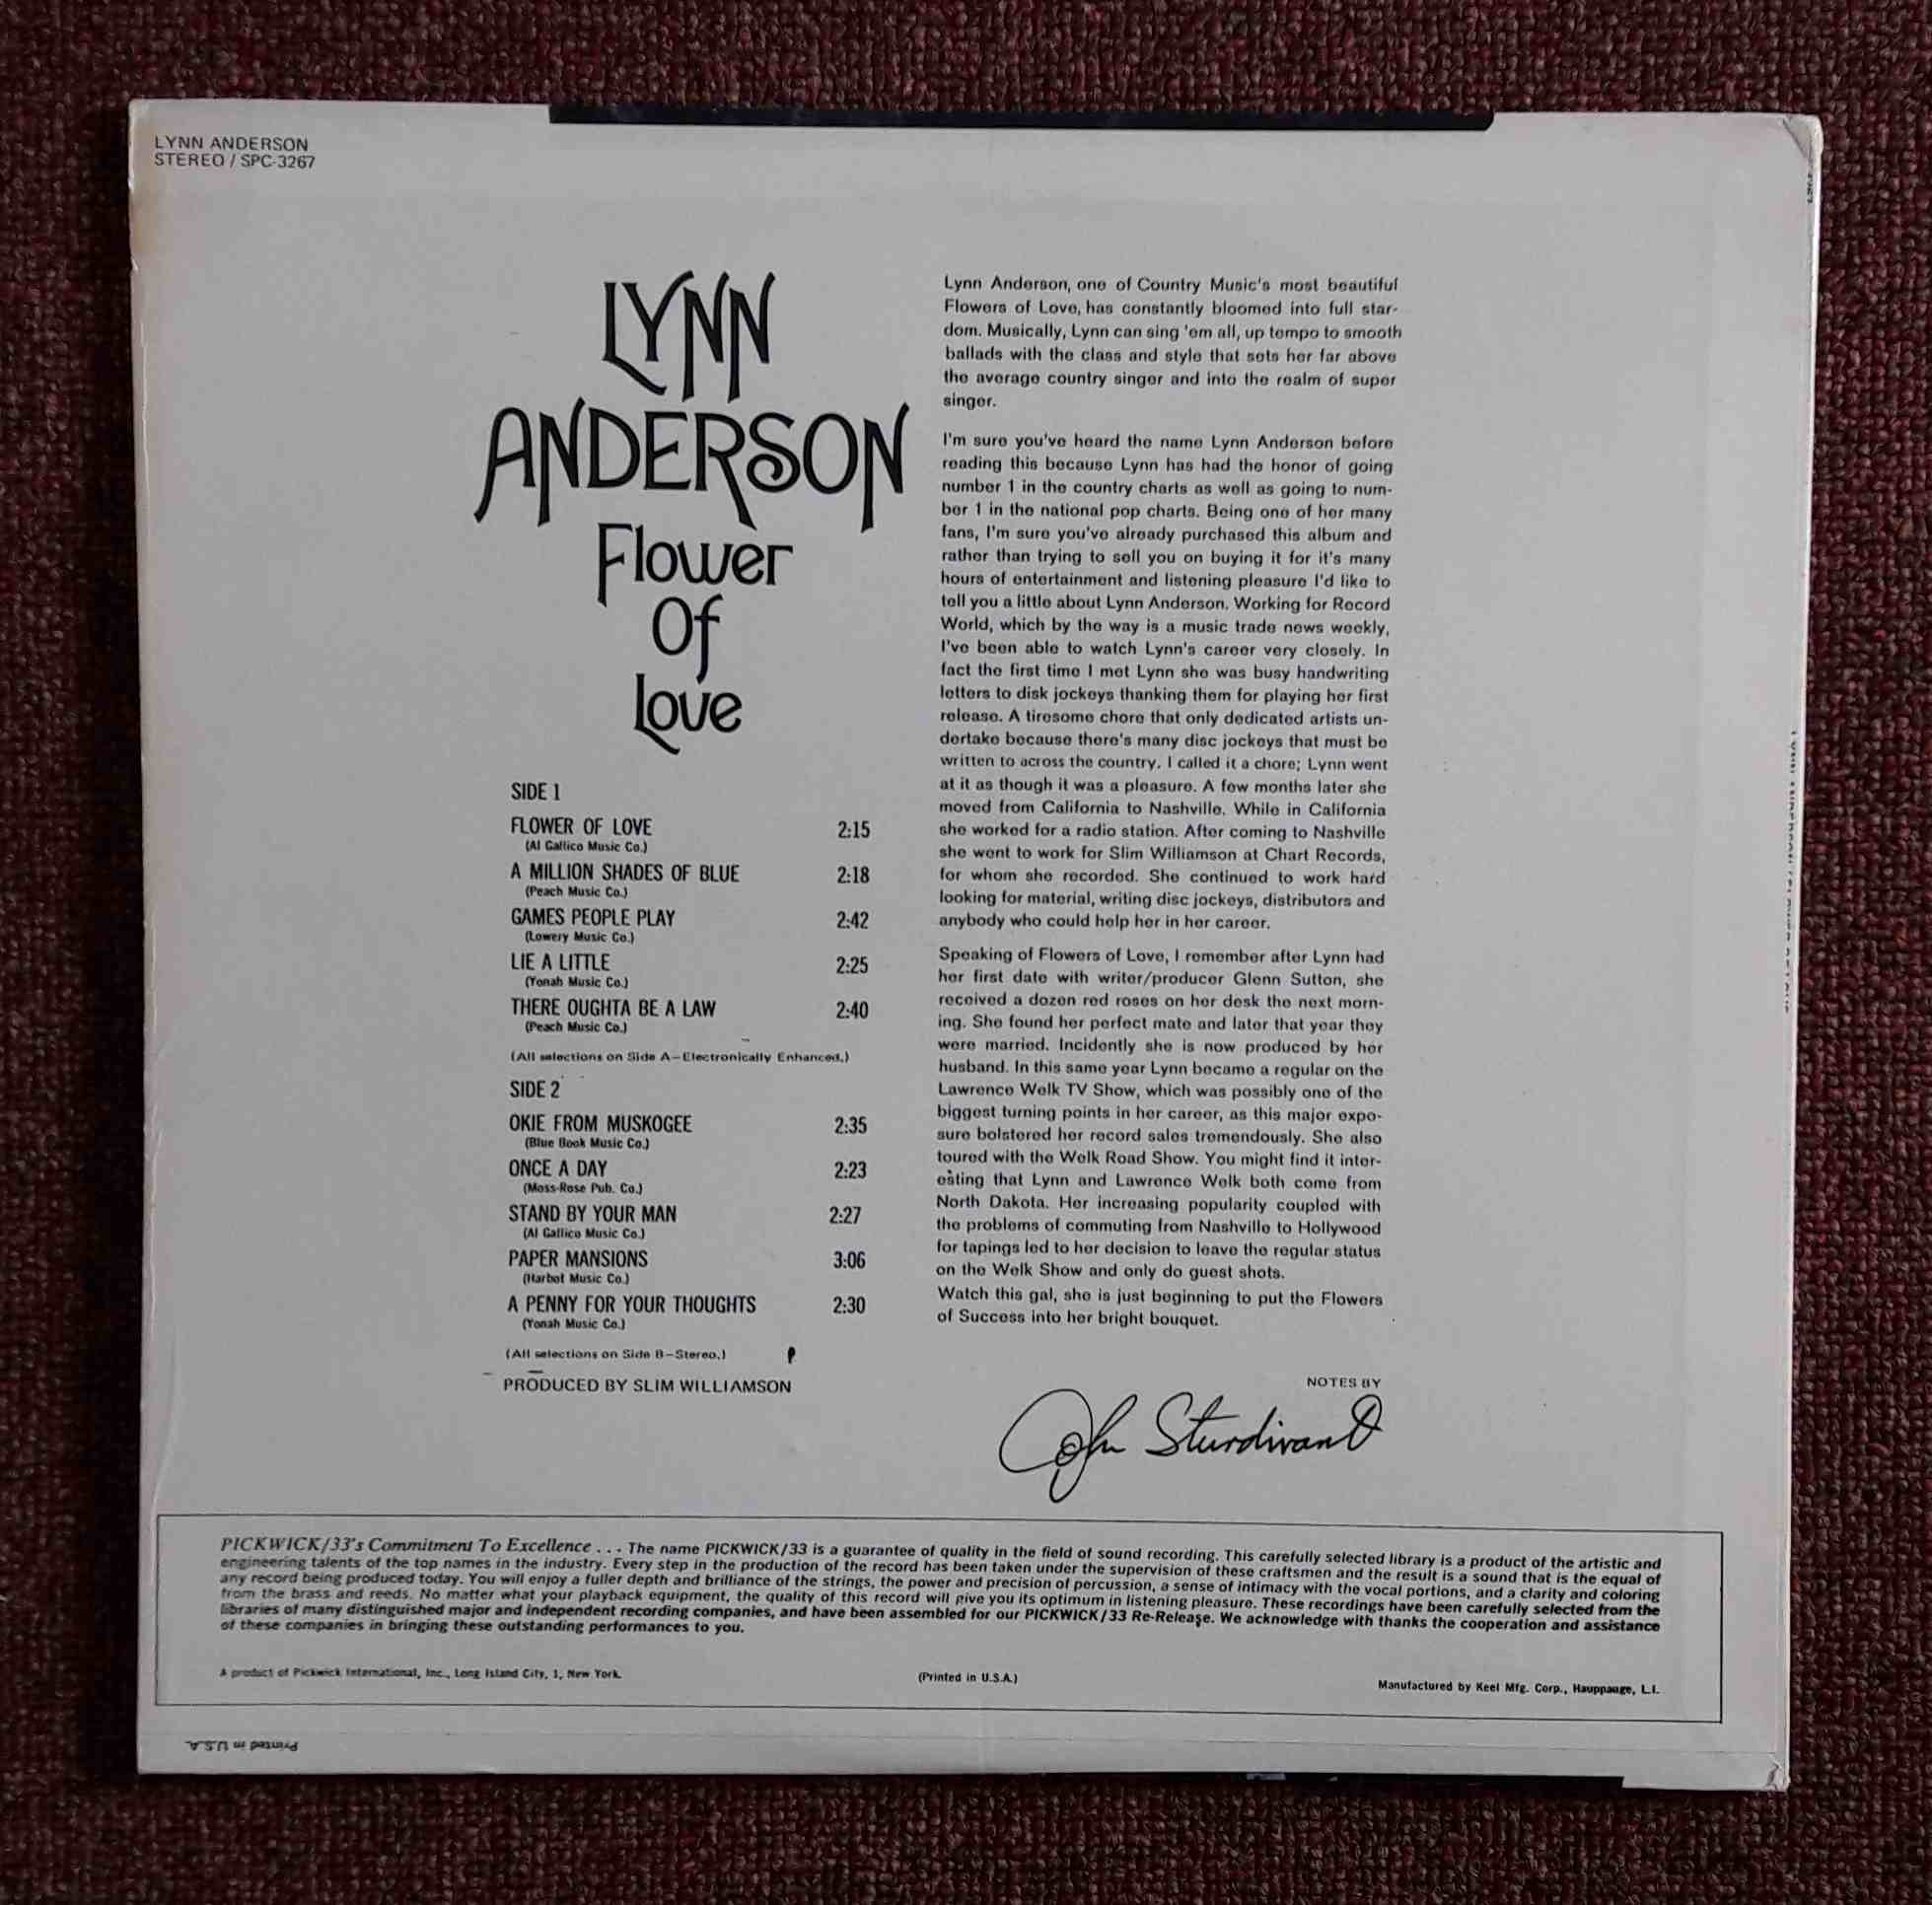 LYNN ANDERSON
STEREO / SPC-3267
LYNN
ANDERSON
Flower
Of
Love
SIDE 1
FLOWER OF LOVE 2:15
(Al Gallico Music Co.)
A MILLION SHADES OF BLUE 2:18
(Peach Music Co.)
GAMES PEOPLE PLAY 2:42
(Lowery Music Co.)
LIE A LITTLE 2:25
(Yonah Music Co.)
THERE OUGHTA BE A LAW 2:40
(Peach Music Co.)
(All selections on Side A—Electronically Enhanced.)
SIDE 2
OKIE FROM MUSKOGEE 2:35
(Blue Book Music Co.)
ONCE A DAY 2:23
(Moss-Rose Pub. Co.)
STAND BY YOUR MAN 2:27
(Al Gallico Music Co.)
PAPER MANSIONS 3:06
(Harbot Music Co.)
A PENNY FOR YOUR THOUGHTS 2:30
(Yonah Music Co.)
(All selections on Side B—Stereo.)
PRODUCED BY SLIM WILLIAMSON
Lynn Anderson, one of Country Music's most beautiful
Flowers of Love, has constantly bloomed into full star-
dom. Musically, Lynn can sing 'em all, up tempo to smooth
ballads with the class and style that sets her far above
the average country singer and into the realm of super
singer.
I'm sure you've heard the name Lynn Anderson before
reading this because Lynn has had the honor of going
number 1 in the country charts as well as going to num-
ber 1 in the national pop charts. Being one of her many
fans, I'm sure you've already purchased this album and
rather than trying to sell you on buying it for it's many
hours of entertainment and listening pleasure I'd like to
tell you a little about Lynn Anderson. Working for Record
World, which by the way is a music trade news weekly,
I've been able to watch Lynn's career very closely. In
fact the first time I met Lynn she was busy handwriting
letters to disk jockeys thanking them for playing her first
release. A tiresome chore that only dedicated artists un-
dertake because there's many disc jockeys that must be
written to across the country. I called it a chore; Lynn went
at it as though it was a pleasure. A few months later she
moved from California to Nashville. While in California
she worked for a radio station. After coming to Nashville
she went to work for Slim Williamson at Chart Records,
for whom she recorded. She continued to work hard
looking for material, writing disc jockeys, distributors and
anybody who could help her in her career.
Speaking of Flowers of Love, I remember after Lynn had
her first date with writer/producer Glenn Sutton, she
received a dozen red roses on her desk the next morn-
ing. She found her perfect mate and later that year they
were married. Incidently she is now produced by her
husband. In this same year Lynn became a regular on the
Lawrence Welk TV Show, which was possibly one of the
biggest turning points in her career, as this major expo-
sure bolstered her record sales tremendously. She also
toured with the Welk Road Show. You might find it inter-
esting that Lynn and Lawrence Welk both come from
North Dakota. Her increasing popularity coupled with
the problems of commuting from Nashville to Hollywood
for tapings led to her decision to leave the regular status
on the Welk Show and only do guest shots.
Watch this gal, she is just beginning to put the Flowers
of Success into her bright bouquet.
NOTES BY
John Sturdivant
PICKWICK/33's Commitment To Excellence . . . The name PICKWICK/33 is a guarantee of quality in the field of sound recording. This carefully selected library is a product of the artistic and
engineering talents of the top names in the industry. Every step in the production of the record has been taken under the supervision of these craftsmen and the result is a sound that is the equal of
any record being produced today. You will enjoy a fuller depth and brilliance of the strings, the power and precision of percussion, a sense of intimacy with the vocal portions, and a clarity and coloring
from the brass and reeds. No matter what your playback equipment, the quality of this record will give you its optimum in listening pleasure. These recordings have been carefully selected from the
libraries of many distinguished major and independent recording companies, and have been assembled for our PICKWICK/33 Re-Release. We acknowledge with thanks the cooperation and assistance
of these companies in bringing these outstanding performances to you.
A product of Pickwick International, Inc., Long Island City, 1, New York.
(Printed in U.S.A.)
Manufactured by Keel Mfg. Corp., Hauppauge, L.I.
Printed in U.S.A.